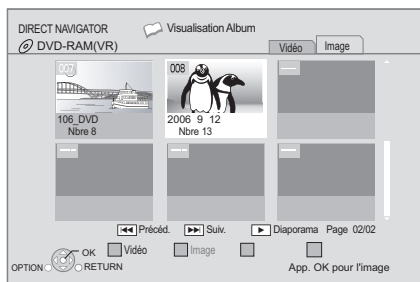 DIRECT NAVIGATOR Visualisation Album
DVD-RAM(VR) Vidéo Image
007 008 ---
106_DVD 2006 9 12
Nbre 8 Nbre 13
--- --- ---
Précéd. Suiv. Diaporama Page 02/02
OK Vidéo Image
OPTION RETURN App. OK pour l'image